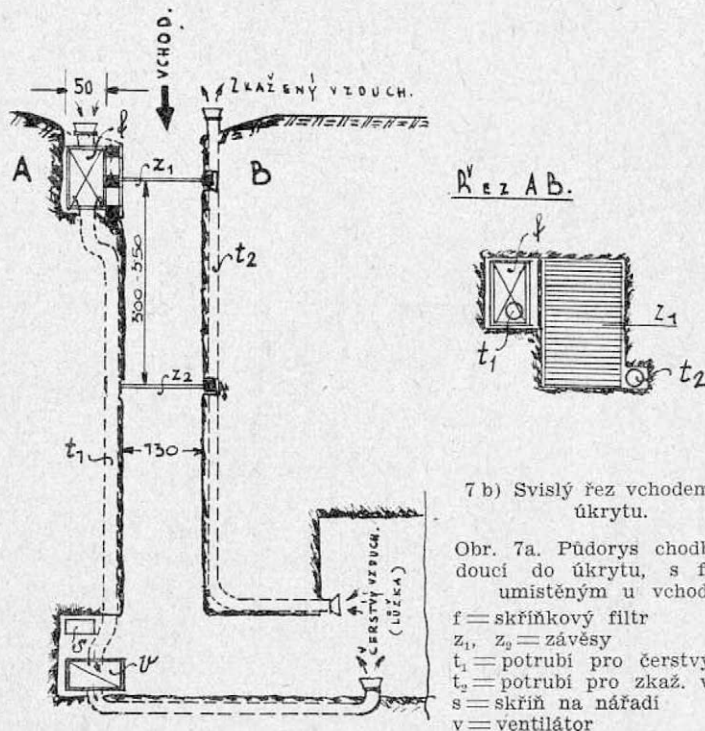 VCHOD.
50
ZKAŽENÝ VZDUCH.
f
A
Z1
B
t2
300-350
Z2
t1
130
ČERSTVÝ VZDUCH.
(LŮŽKA)
s
v
ŘEZ AB.
f
Z1
t1
t2
7 b) Svislý řez vchodem
úkrytu.
Obr. 7a. Půdorys chodb
doucí do úkrytu, s f
umistěným u vchod
f = skříňkový filtr
z₁, z₂ = závěsy
t₁ = potrubí pro čerstvý
t₂ = potrubí pro zkaž. v
s = skříň na nářadí
v = ventilátor